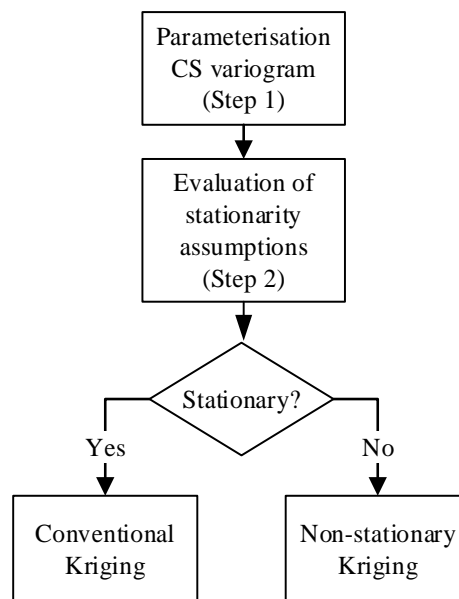 Parameterisation
CS variogram
(Step 1)
Evaluation of
stationarity
assumptions
(Step 2)
Stationary?
Yes
No
Conventional
Kriging
Non-stationary
Kriging